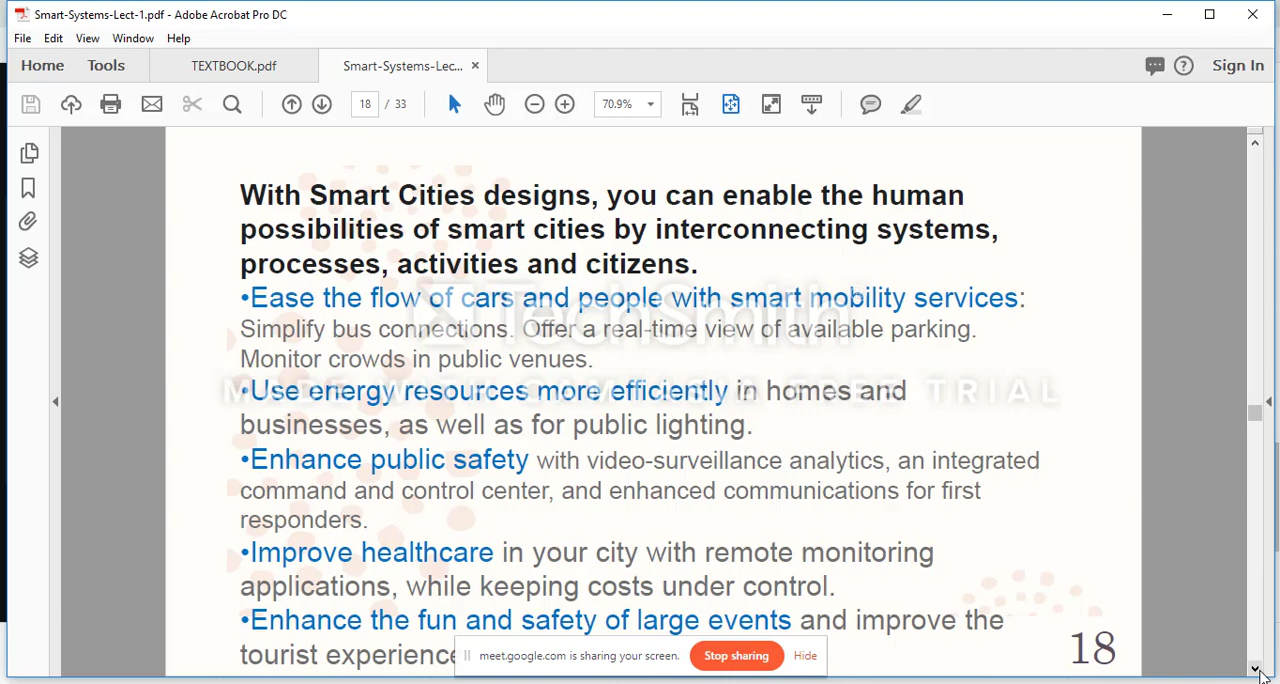 Smart-Systems-Lect-1.pdf - Adobe Acrobat Pro DC
File Edit View Window Help
Home Tools TEXTBOOK.pdf Smart-Systems-Lec... × Sign In
18 / 33 70.9%
With Smart Cities designs, you can enable the human
possibilities of smart cities by interconnecting systems,
processes, activities and citizens.
•Ease the flow of cars and people with smart mobility services:
Simplify bus connections. Offer a real-time view of available parking.
Monitor crowds in public venues.
•Use energy resources more efficiently in homes and
businesses, as well as for public lighting.
•Enhance public safety with video-surveillance analytics, an integrated
command and control center, and enhanced communications for first
responders.
•Improve healthcare in your city with remote monitoring
applications, while keeping costs under control.
•Enhance the fun and safety of large events and improve the
tourist experience
18
TechSmith
MADE WITH CAMTASIA FREE TRIAL
meet.google.com is sharing your screen. Stop sharing Hide